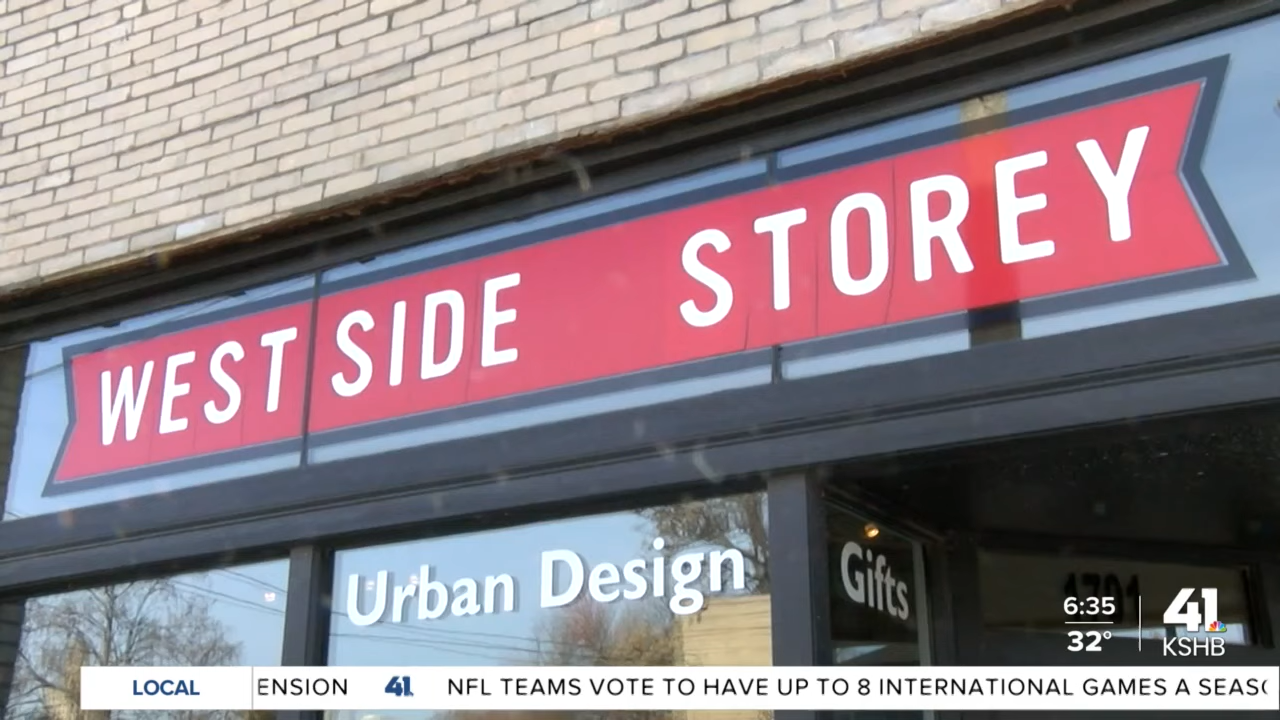 WEST SIDE STOREY
Urban Design
Gifts
1701
6:35
32°
41
KSHB
LOCAL
ENSION 41 NFL TEAMS VOTE TO HAVE UP TO 8 INTERNATIONAL GAMES A SEAS